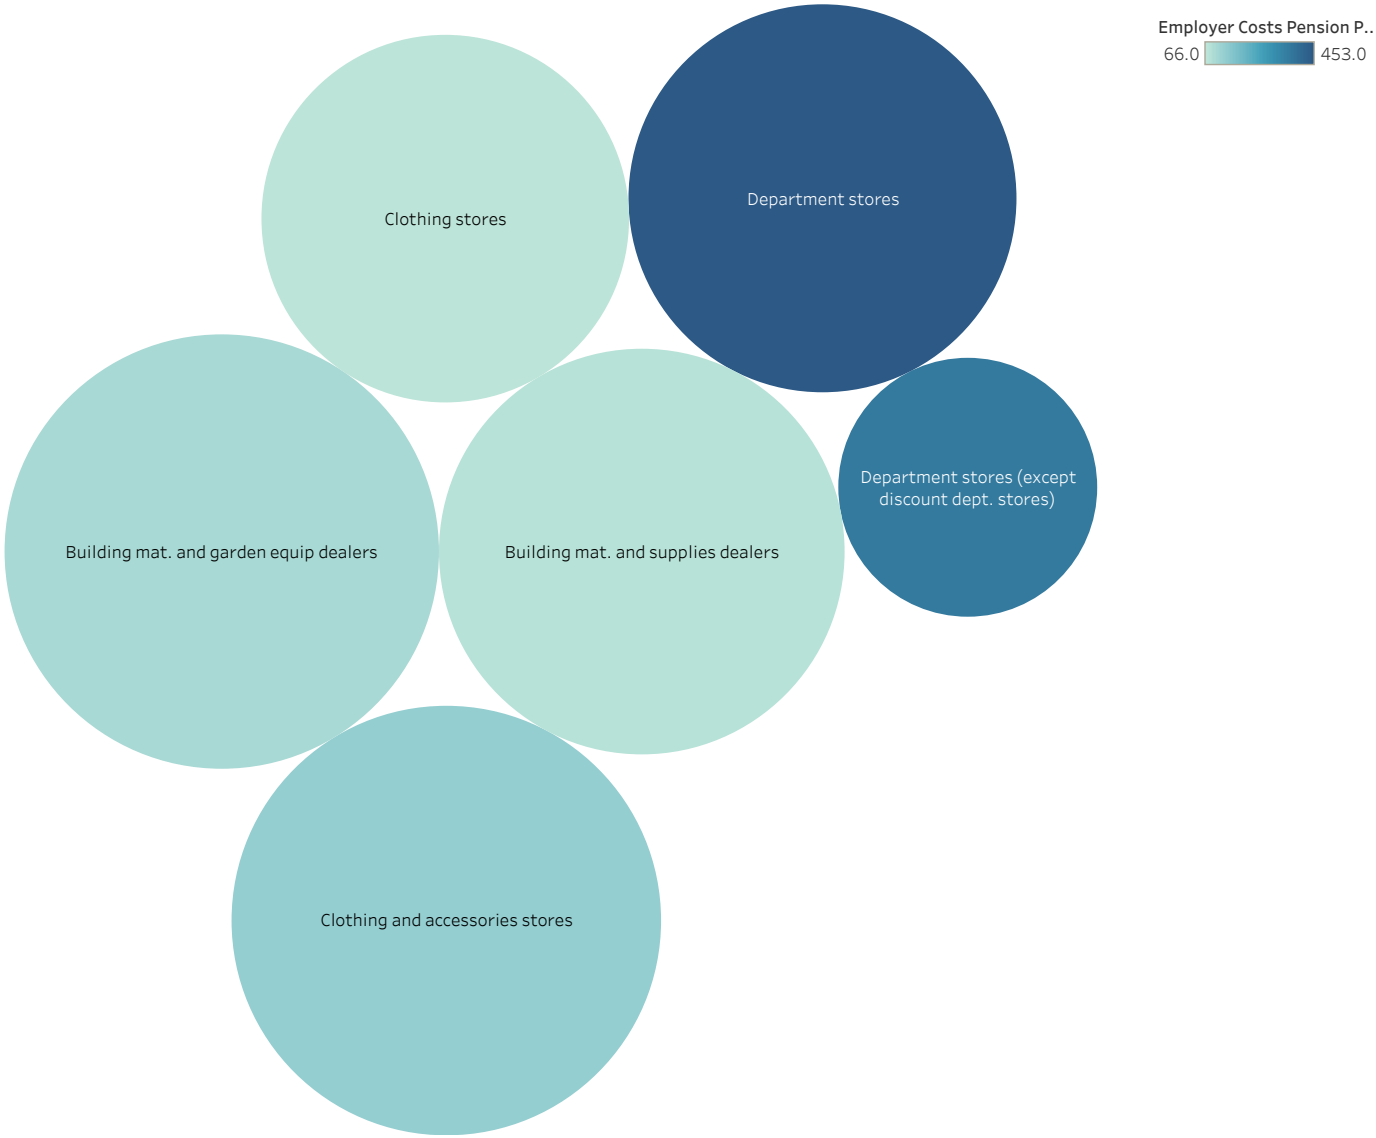 Employer Costs Pension P..
66.0
453.0
Clothing stores
Department stores
Department stores (except
discount dept. stores)
Building mat. and garden equip dealers
Building mat. and supplies dealers
Clothing and accessories stores